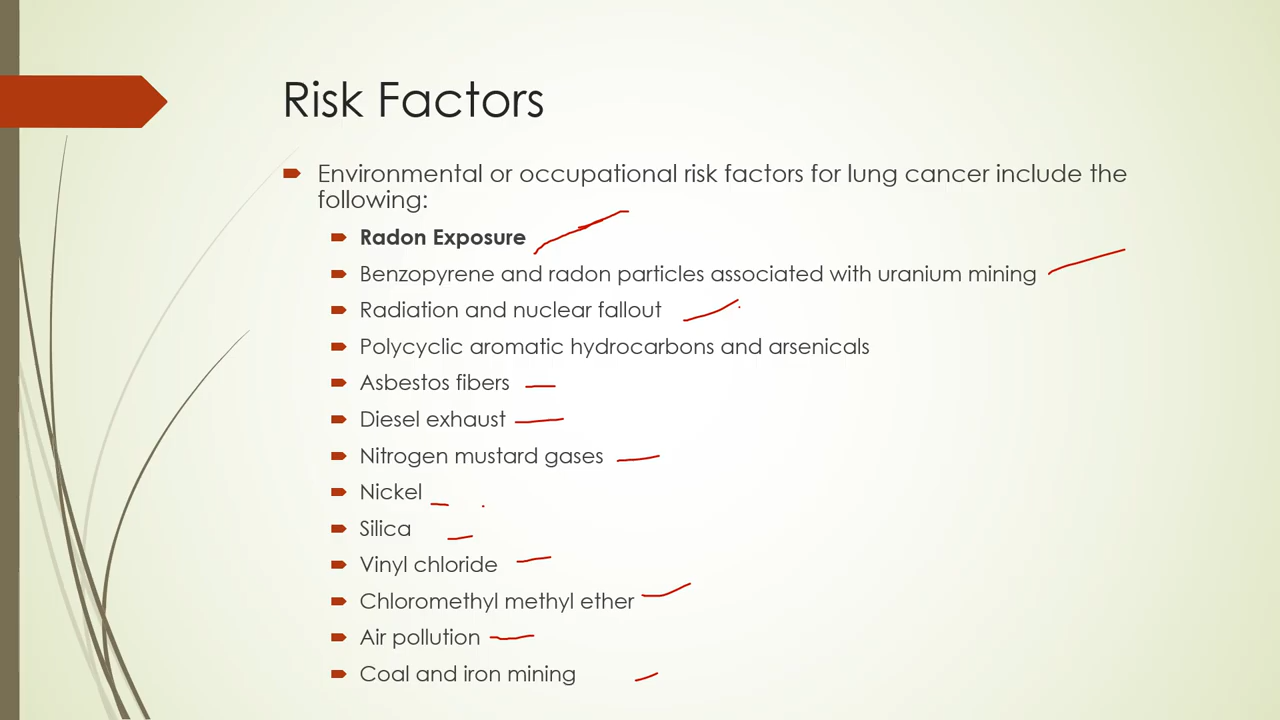 Risk Factors
Environmental or occupational risk factors for lung cancer include the
following:
Radon Exposure
Benzopyrene and radon particles associated with uranium mining
Radiation and nuclear fallout
Polycyclic aromatic hydrocarbons and arsenicals
Asbestos fibers
Diesel exhaust
Nitrogen mustard gases
Nickel
Silica
Vinyl chloride
Chloromethyl methyl ether
Air pollution
Coal and iron mining